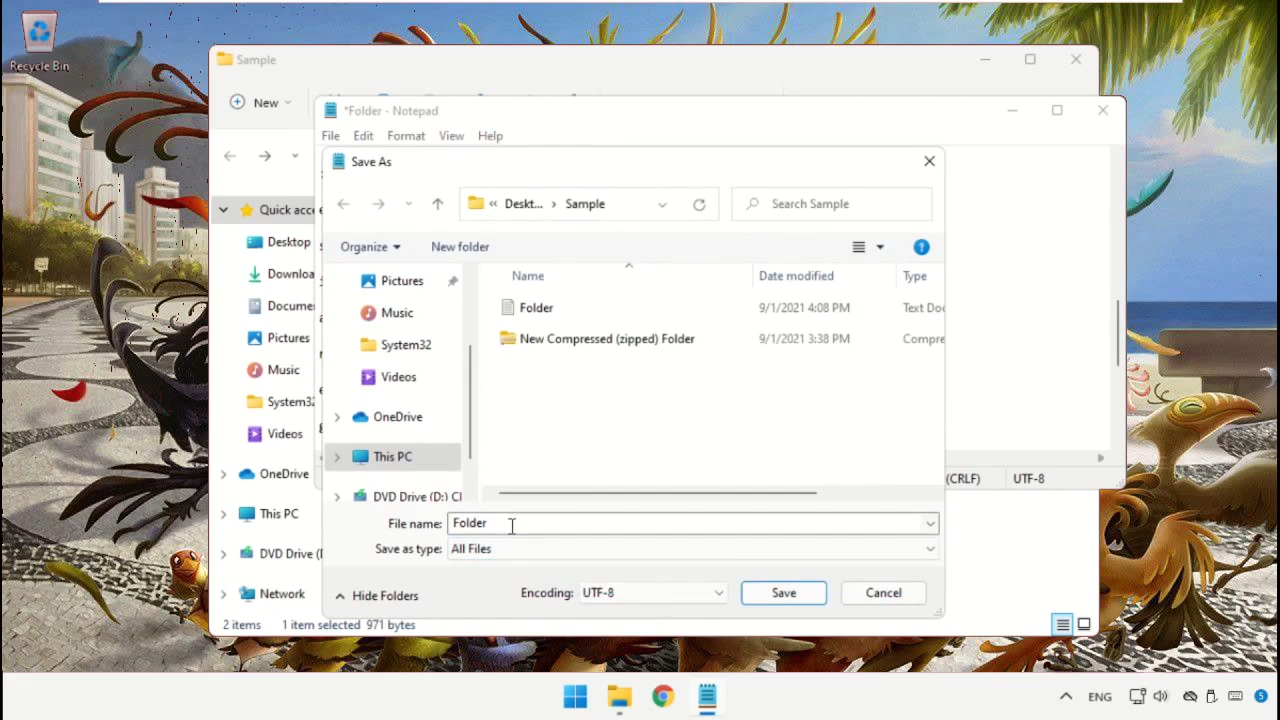 Recycle Bin
Sample
New
*Folder - Notepad
File Edit Format View Help
Save As
Deskt... Sample
Search Sample
Organize New folder
Name Date modified Type
Pictures
Music
System32
Videos
OneDrive
This PC
DVD Drive (D:) C
Folder 9/1/2021 4:08 PM Text Doc
New Compressed (zipped) Folder 9/1/2021 3:38 PM Compre
File name: Folder
Save as type: All Files
Hide Folders
Encoding: UTF-8 Save Cancel
Quick acce
Desktop
Downloa
Docume
Pictures
Music
System32
Videos
OneDrive
This PC
DVD Drive (
Network
(CRLF) UTF-8
2 items 1 item selected 971 bytes
ENG
5